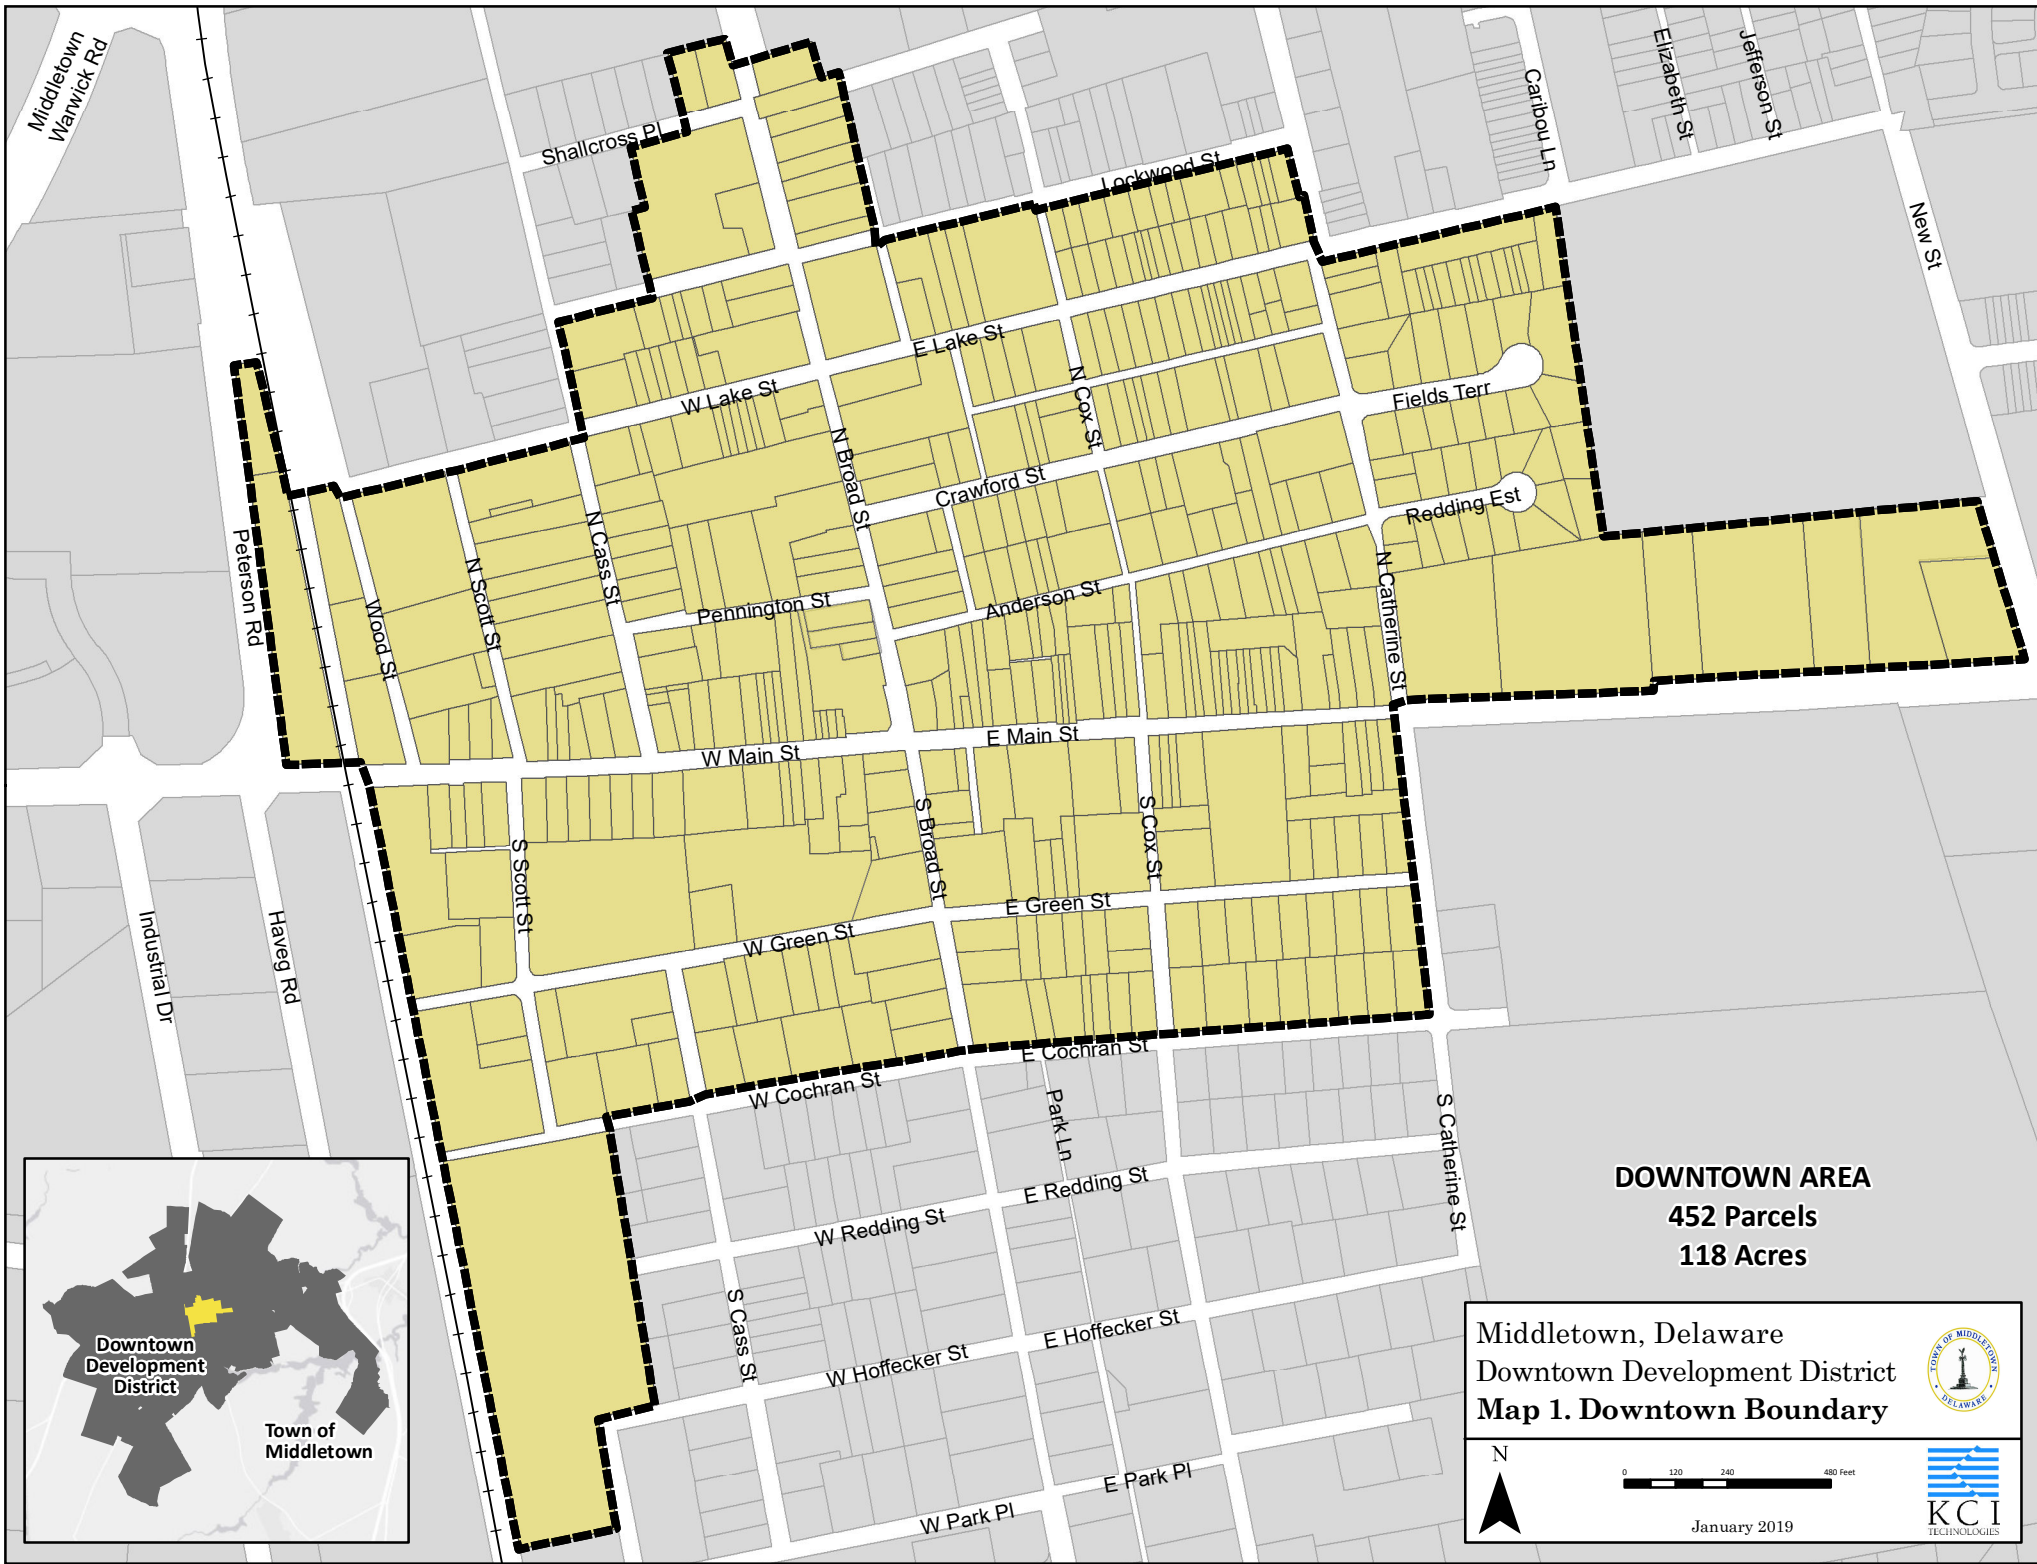 Middletown
Warwick Rd
Shallcross Pl
Lockwood St
Caribou Ln
Elizabeth St
Jefferson St
New St
E Lake St
W Lake St
N Cox St
Fields Terr
N Broad St
Crawford St
Redding Est
Peterson Rd
Wood St
N Scott St
N Cass St
Pennington St
Anderson St
N Catherine St
W Main St
E Main St
S Scott St
S Broad St
S Cox St
E Green St
W Green St
Industrial Dr
Haveg Rd
E Cochran St
W Cochran St
Park Ln
S Catherine St
E Redding St
W Redding St
S Cass St
E Hoffecker St
W Hoffecker St
E Park Pl
W Park Pl
DOWNTOWN AREA
452 Parcels
118 Acres
Downtown
Development
District
Town of
Middletown
Middletown, Delaware
Downtown Development District
Map 1. Downtown Boundary
TOWN OF MIDDLETOWN
DELAWARE
N
0 120 240 480 Feet
January 2019
KCI
TECHNOLOGIES